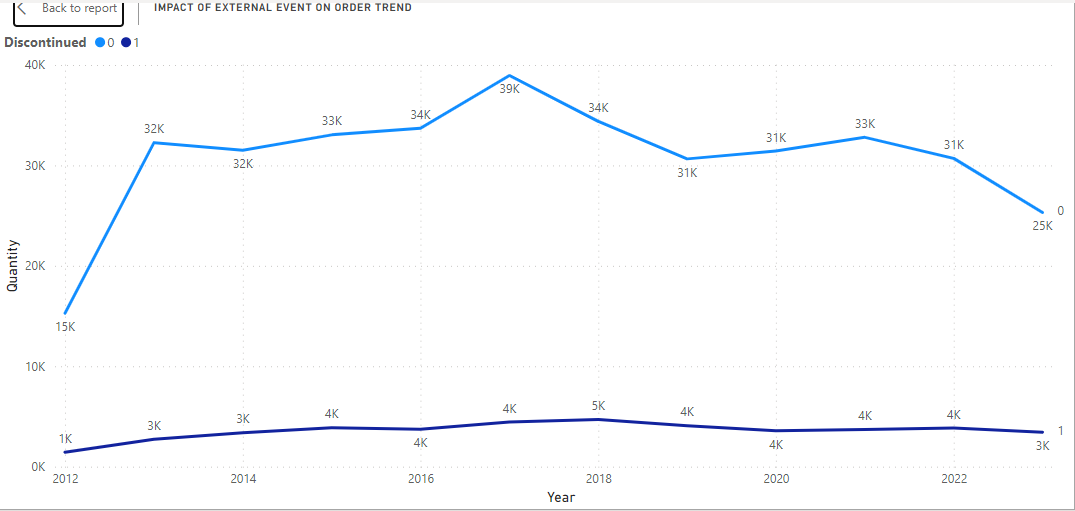 Back to report
IMPACT OF EXTERNAL EVENT ON ORDER TREND
Discontinued 0 1
40K
30K
20K
10K
0K
Quantity
15K
32K
32K
33K
34K
39K
34K
31K
31K
33K
31K
25K
0
1K
3K
3K
4K
4K
4K
5K
4K
4K
4K
4K
3K
1
2012 2014 2016 2018 2020 2022
Year